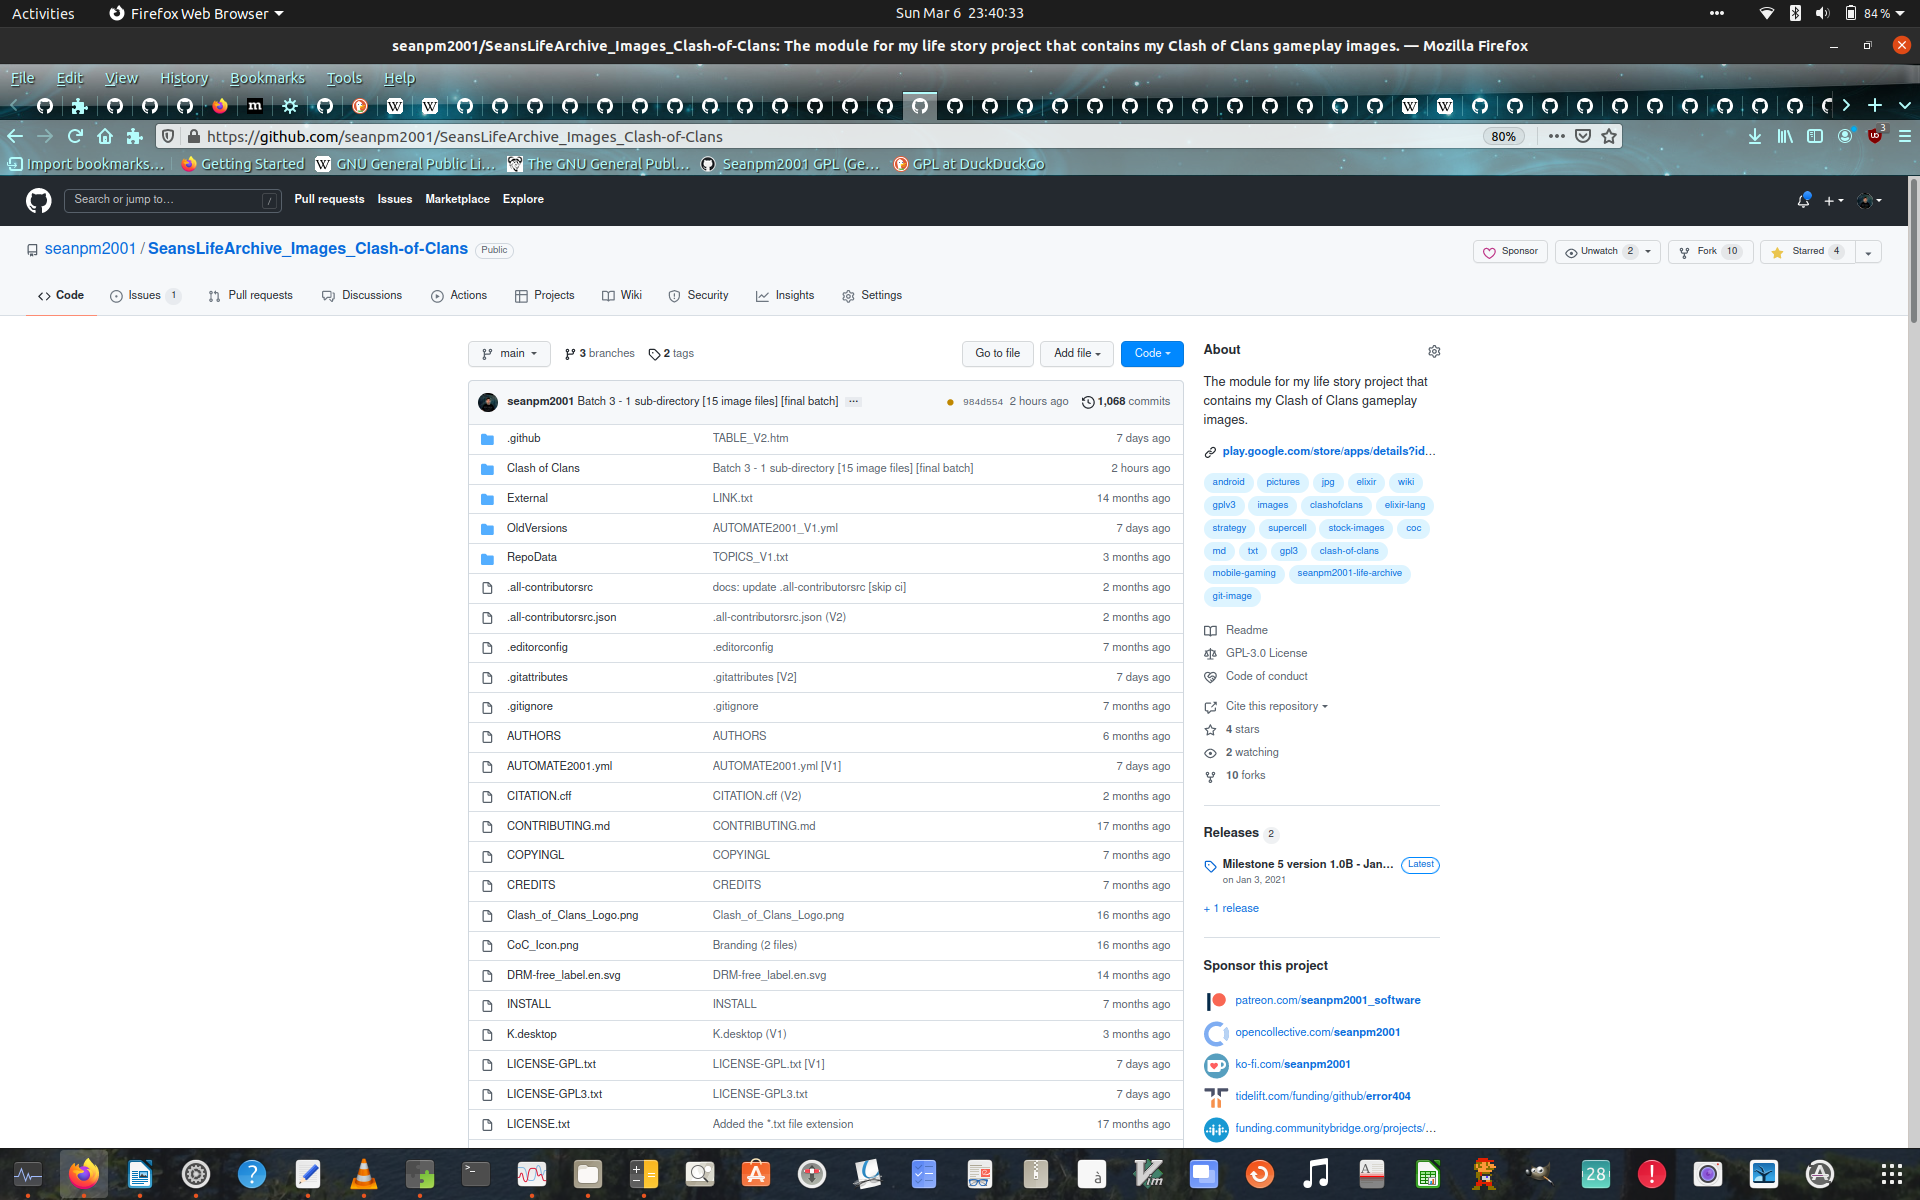 Activities Firefox Web Browser Sun Mar 6 23:40:33 84%
seanpm2001/SeansLifeArchive_Images_Clash-of-Clans: The module for my life story project that contains my Clash of Clans gameplay images. — Mozilla Firefox
File Edit View History Bookmarks Tools Help
https://github.com/seanpm2001/SeansLifeArchive_Images_Clash-of-Clans 80% 3
Import bookmarks... Getting Started GNU General Public Li... The GNU General Publ... Seanpm2001 GPL (Ge... GPL at DuckDuckGo
Search or jump to... / Pull requests Issues Marketplace Explore
seanpm2001 / SeansLifeArchive_Images_Clash-of-Clans Public Sponsor Unwatch 2 Fork 10 Starred 4
Code Issues 1 Pull requests Discussions Actions Projects Wiki Security Insights Settings
main 3 branches 2 tags Go to file Add file Code
seanpm2001 Batch 3 - 1 sub-directory [15 image files] [final batch] ... 984d554 2 hours ago 1,068 commits
.github TABLE_V2.htm 7 days ago
Clash of Clans Batch 3 - 1 sub-directory [15 image files] [final batch] 2 hours ago
External LINK.txt 14 months ago
OldVersions AUTOMATE2001_V1.yml 7 days ago
RepoData TOPICS_V1.txt 3 months ago
.all-contributorsrc docs: update .all-contributorsrc [skip ci] 2 months ago
.all-contributorsrc.json .all-contributorsrc.json (V2) 2 months ago
.editorconfig .editorconfig 7 months ago
.gitattributes .gitattributes [V2] 7 days ago
.gitignore .gitignore 7 months ago
AUTHORS AUTHORS 6 months ago
AUTOMATE2001.yml AUTOMATE2001.yml [V1] 7 days ago
CITATION.cff CITATION.cff (V2) 2 months ago
CONTRIBUTING.md CONTRIBUTING.md 17 months ago
COPYINGL COPYINGL 7 months ago
CREDITS CREDITS 7 months ago
Clash_of_Clans_Logo.png Clash_of_Clans_Logo.png 16 months ago
CoC_Icon.png Branding (2 files) 16 months ago
DRM-free_label.en.svg DRM-free_label.en.svg 14 months ago
INSTALL INSTALL 7 months ago
K.desktop K.desktop (V1) 3 months ago
LICENSE-GPL.txt LICENSE-GPL.txt [V1] 7 days ago
LICENSE-GPL3.txt LICENSE-GPL3.txt 7 days ago
LICENSE.txt Added the *.txt file extension 17 months ago
About
The module for my life story project that
contains my Clash of Clans gameplay
images.
play.google.com/store/apps/details?id...
android pictures jpg elixir wiki
gplv3 images clashofclans elixir-lang
strategy supercell stock-images coc
md txt gpl3 clash-of-clans
mobile-gaming seanpm2001-life-archive
git-image
Readme
GPL-3.0 License
Code of conduct
Cite this repository
4 stars
2 watching
10 forks
Releases 2
Milestone 5 version 1.0B - Jan... Latest
on Jan 3, 2021
+ 1 release
Sponsor this project
patreon.com/seanpm2001_software
opencollective.com/seanpm2001
ko-fi.com/seanpm2001
tidelift.com/funding/github/error404
funding.communitybridge.org/projects/...
28